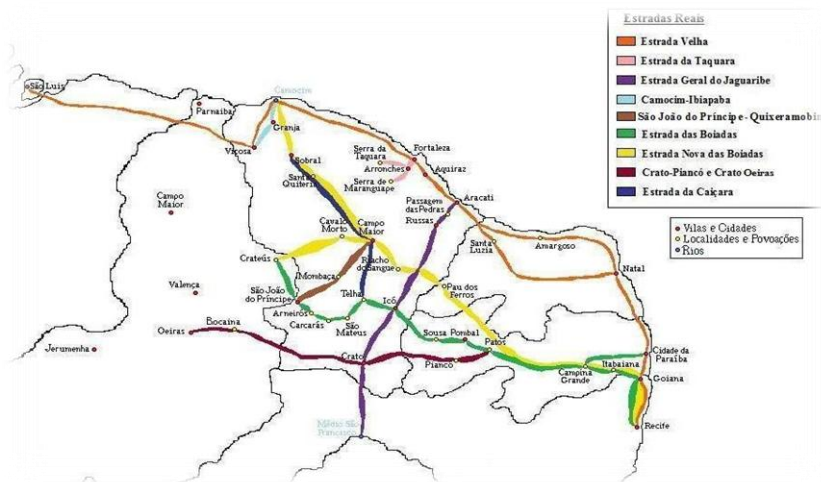 Estradas Reais
Estrada Velha
Estrada da Taquara
Estrada Geral do Jaguaribe
Camocim-Ibiapaba
São João do Príncipe - Quixeramobim
Estrada das Boiadas
Estrada Nova das Boiadas
Crato-Piancó e Crato Oeiras
Estrada da Caiçara
Vilas e Cidades
Localidades e Povoações
Rios
São Luis
Parnaíba
Camocim
Granja
Viçosa
Sobral
Santa
Quiteria
Serra da
Taquara
Fortaleza
Arronches
Aquiraz
Serra de
Maranguape
Passagem
das Pedras
Aracati
Russas
Campo
Maior
Cavalo
Morto
Campo
Maior
Santa
Luzia
Amargoso
Natal
Crateús
Riacho
do Sangue
Mombaça
Pau dos
Ferros
Valença
São João
do Príncipe
Telha
Icó
Arneiros
Carcarás
São
Mateus
Bocaina
Oeiras
Jerumenha
Sousa
Pombal
Patos
Crato
Piancó
Cidade da
Paraíba
Itabaiana
Campina
Grande
Goiana
Recife
Médio São
Francisco